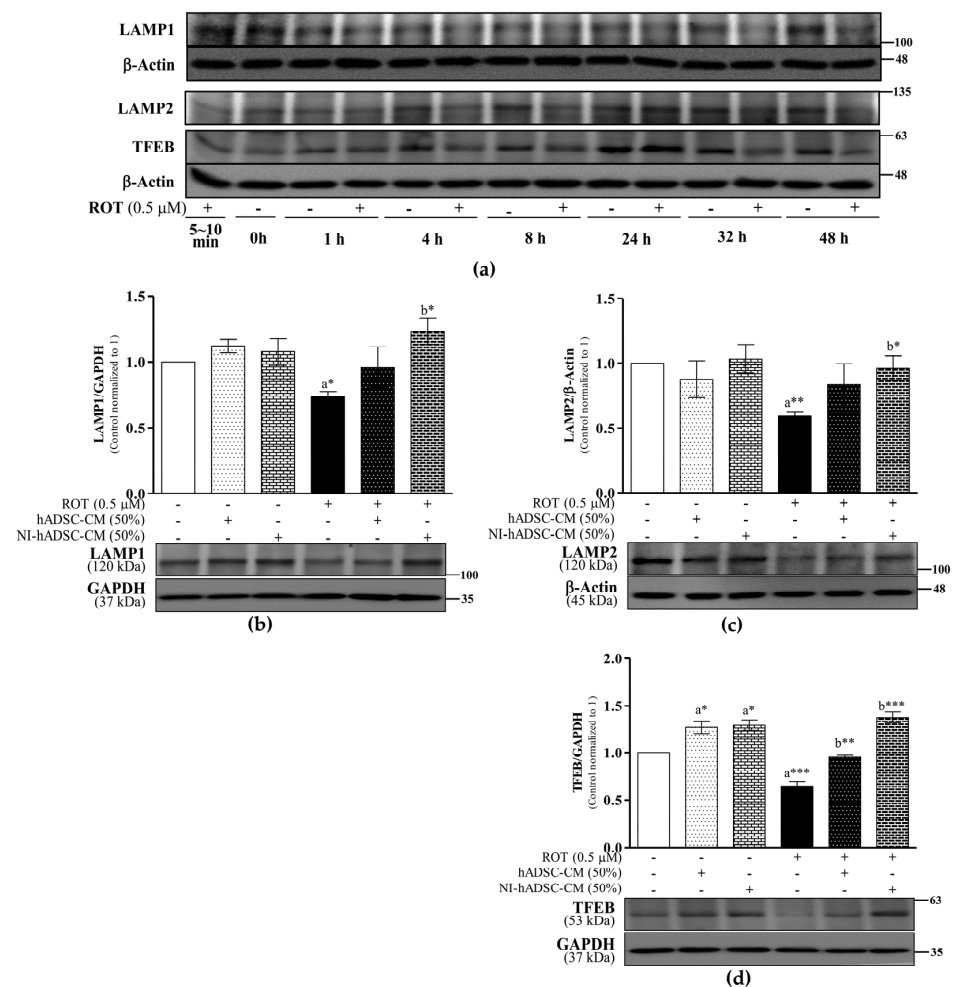 (a)
LAMP1
100
β-Actin
48
LAMP2
135
TFEB
63
β-Actin
48
ROT (0.5 μM) + - - + - + - + - + - + - +
5~10 min 0h 1 h 4 h 8 h 24 h 32 h 48 h
(a)
LAMP1/GAPDH
(Control normalized to 1)
1.5
1.0
0.5
0.0
a*
b*
ROT (0.5 μM) - - - + + +
hADSC-CM (50%) - + - - + -
NI-hADSC-CM (50%) - - + - - +
LAMP1
(120 kDa)
100
GAPDH
(37 kDa)
35
(b)
LAMP2/β-Actin
(Control normalized to 1)
1.5
1.0
0.5
0.0
a**
b*
ROT (0.5 μM) - - - + + +
hADSC-CM (50%) - + - - + -
NI-hADSC-CM (50%) - - + - - +
LAMP2
(120 kDa)
100
β-Actin
(45 kDa)
48
(c)
TFEB/GAPDH
(Control normalized to 1)
2.0
1.5
1.0
0.5
0.0
a*
a*
a***
b**
b***
ROT (0.5 μM) - - - + + +
hADSC-CM (50%) - + - - + -
NI-hADSC-CM (50%) - - + - - +
TFEB
(53 kDa)
63
GAPDH
(37 kDa)
35
(d)